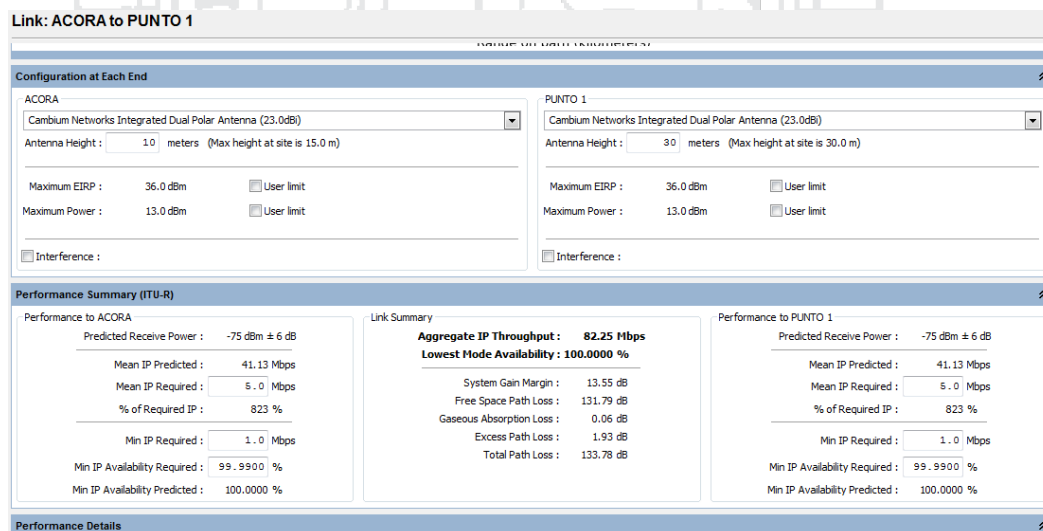 Link: ACORA to PUNTO 1
Range on path (kilometers)
Configuration at Each End
ACORA
Cambium Networks Integrated Dual Polar Antenna (23.0dBi)
Antenna Height : 10 meters (Max height at site is 15.0 m)
Maximum EIRP : 36.0 dBm User limit
Maximum Power : 13.0 dBm User limit
Interference :
PUNTO 1
Cambium Networks Integrated Dual Polar Antenna (23.0dBi)
Antenna Height : 30 meters (Max height at site is 30.0 m)
Maximum EIRP : 36.0 dBm User limit
Maximum Power : 13.0 dBm User limit
Interference :
Performance Summary (ITU-R)
Performance to ACORA
Predicted Receive Power : -75 dBm ± 6 dB
Mean IP Predicted : 41.13 Mbps
Mean IP Required : 5.0 Mbps
% of Required IP : 823 %
Min IP Required : 1.0 Mbps
Min IP Availability Required : 99.9900 %
Min IP Availability Predicted : 100.0000 %
Link Summary
Aggregate IP Throughput : 82.25 Mbps
Lowest Mode Availability : 100.0000 %
System Gain Margin : 13.55 dB
Free Space Path Loss : 131.79 dB
Gaseous Absorption Loss : 0.06 dB
Excess Path Loss : 1.93 dB
Total Path Loss : 133.78 dB
Performance to PUNTO 1
Predicted Receive Power : -75 dBm ± 6 dB
Mean IP Predicted : 41.13 Mbps
Mean IP Required : 5.0 Mbps
% of Required IP : 823 %
Min IP Required : 1.0 Mbps
Min IP Availability Required : 99.9900 %
Min IP Availability Predicted : 100.0000 %
Performance Details